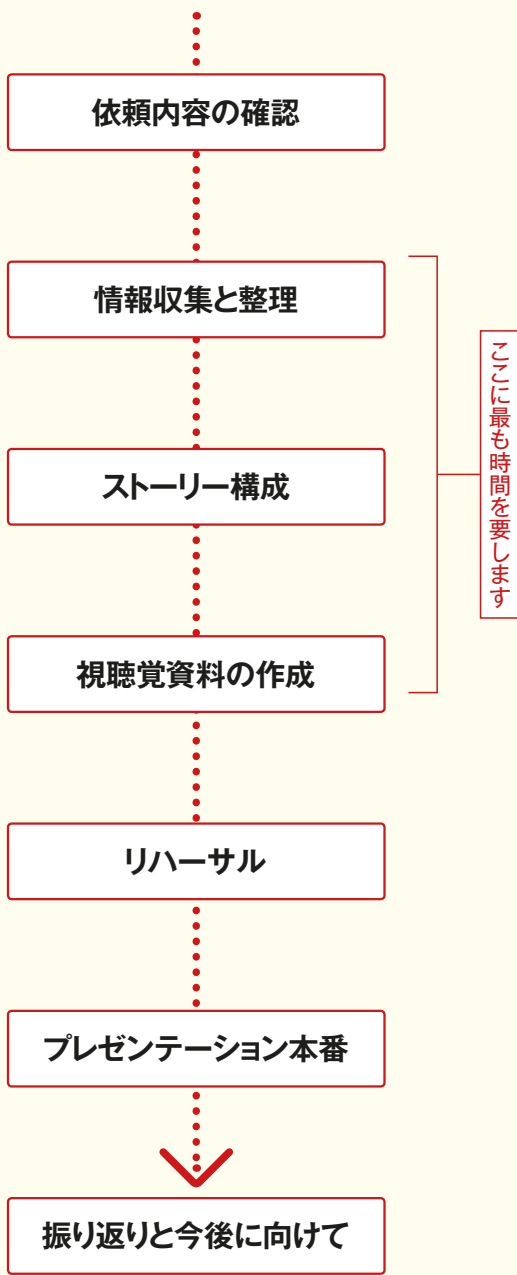 依頼内容の確認
情報収集と整理
ストーリー構成
視聴覚資料の作成
ここに最も時間を要します
リハーサル
プレゼンテーション本番
振り返りと今後に向けて